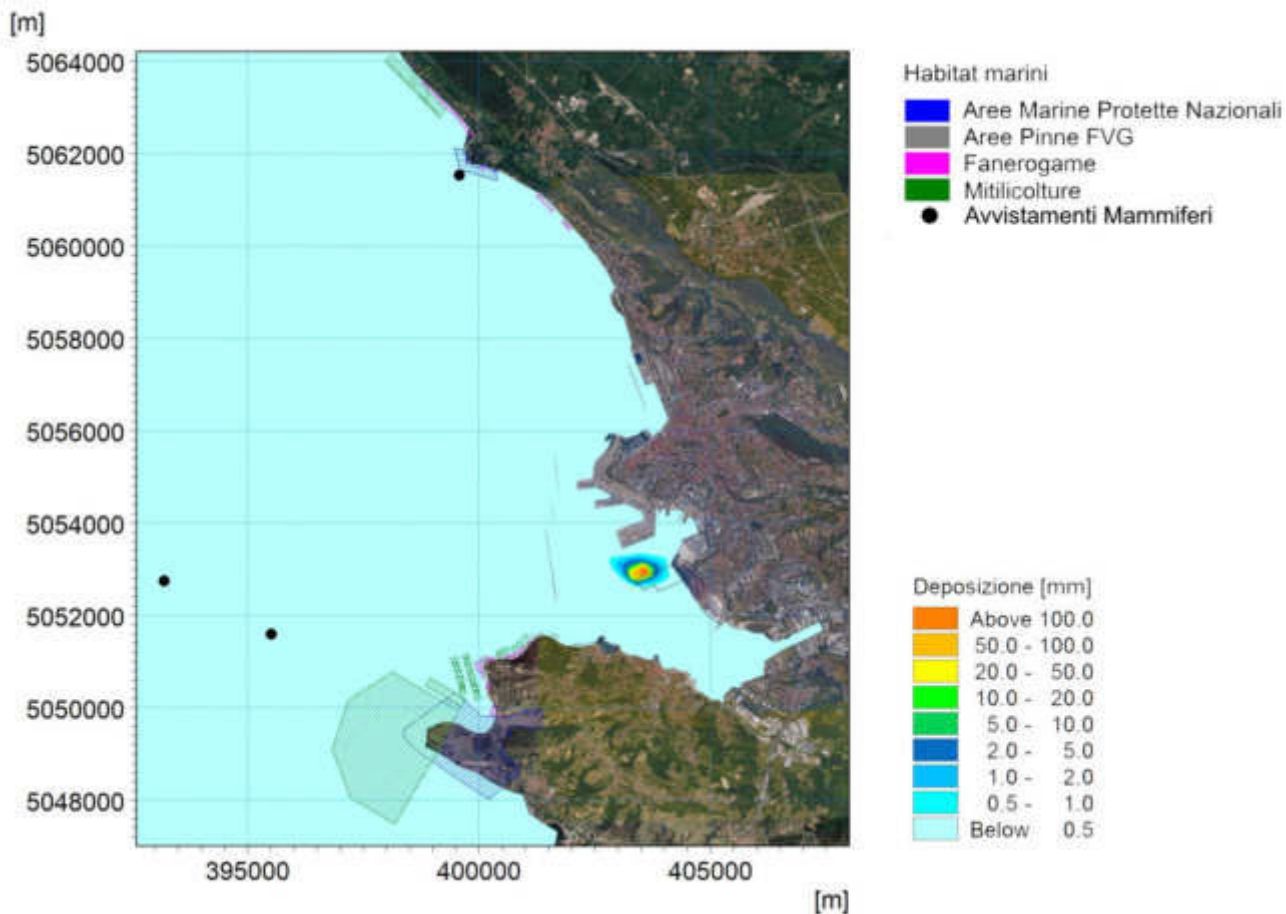 [m]
5064000
5062000
5060000
5058000
5056000
5054000
5052000
5050000
5048000
395000
400000
405000
[m]
Habitat marini
Aree Marine Protette Nazionali
Aree Pinne FVG
Fanerogame
Mitilicolture
Avvistamenti Mammiferi
Deposizione [mm]
Above 100.0
50.0 - 100.0
20.0 - 50.0
10.0 - 20.0
5.0 - 10.0
2.0 - 5.0
1.0 - 2.0
0.5 - 1.0
Below 0.5